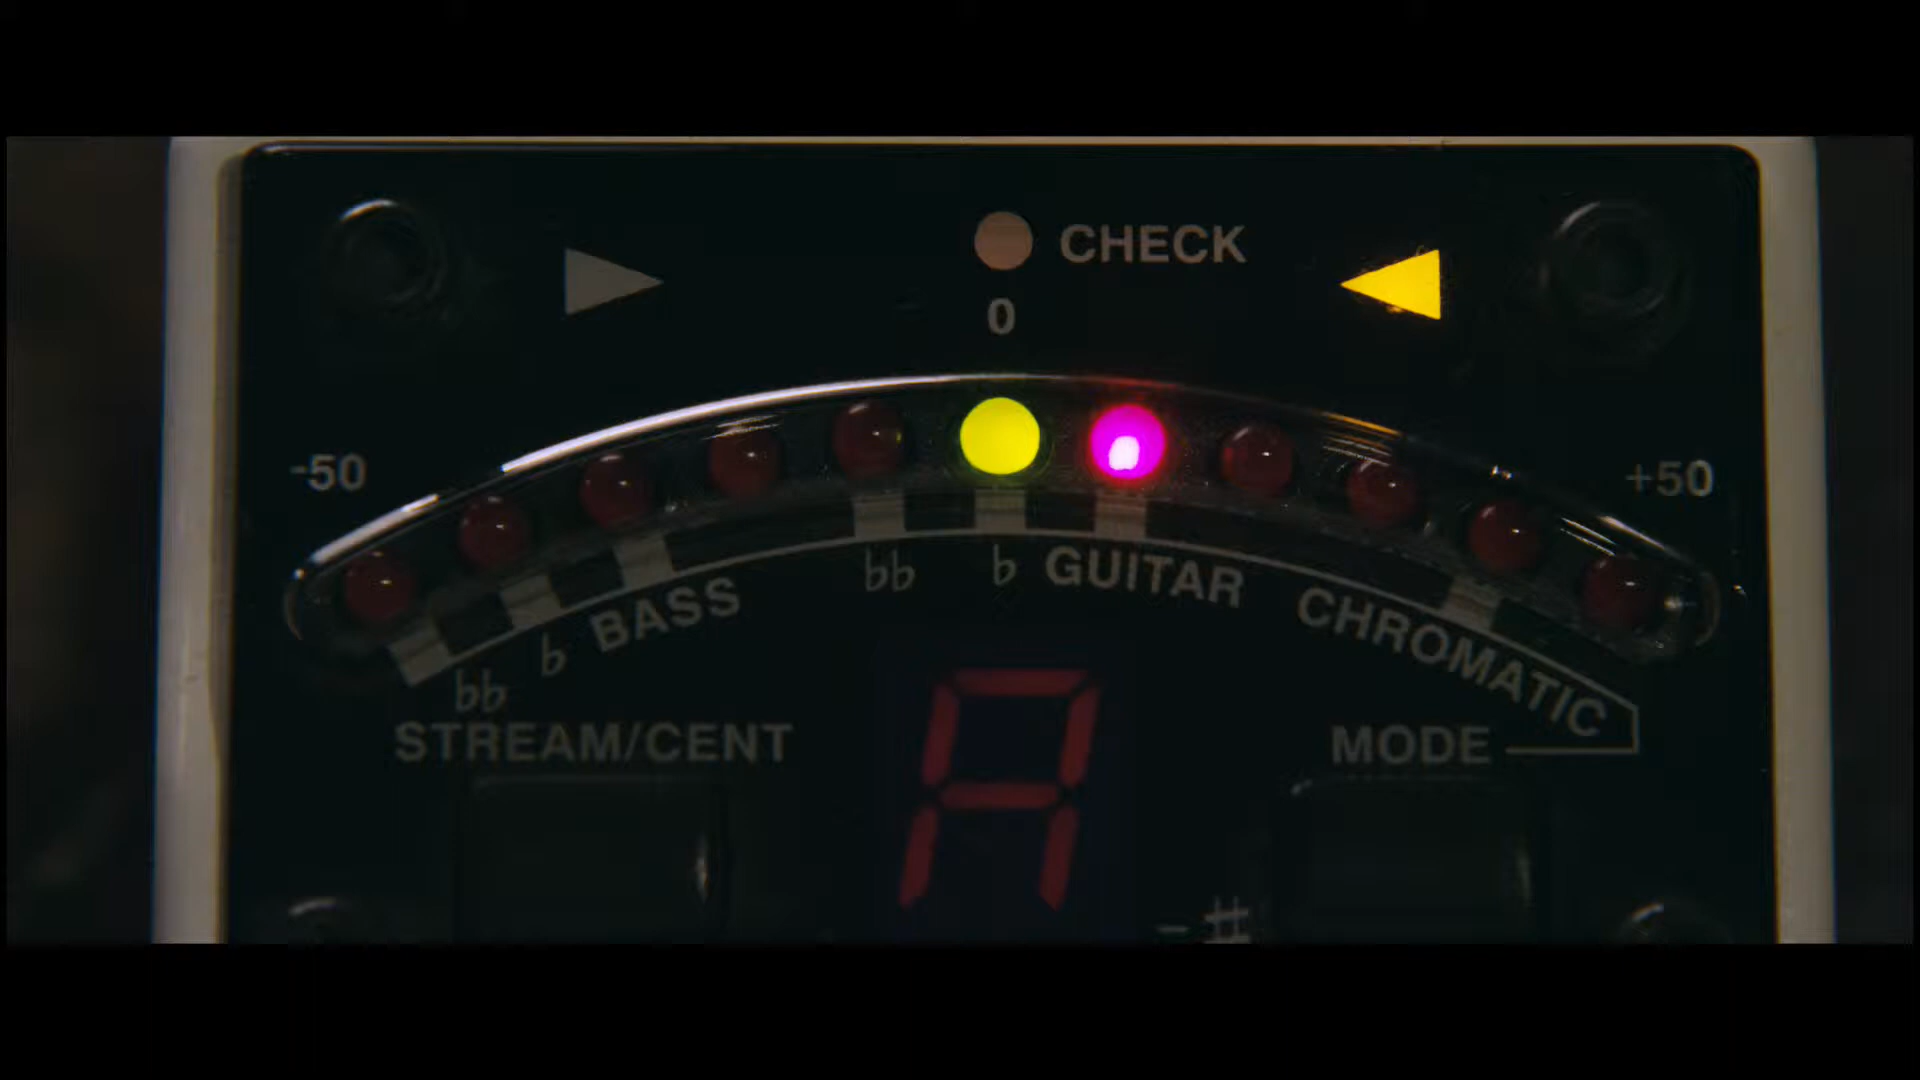 CHECK
0
-50
+50
bb b BASS bb b GUITAR CHROMATIC
STREAM/CENT
MODE
A
-#